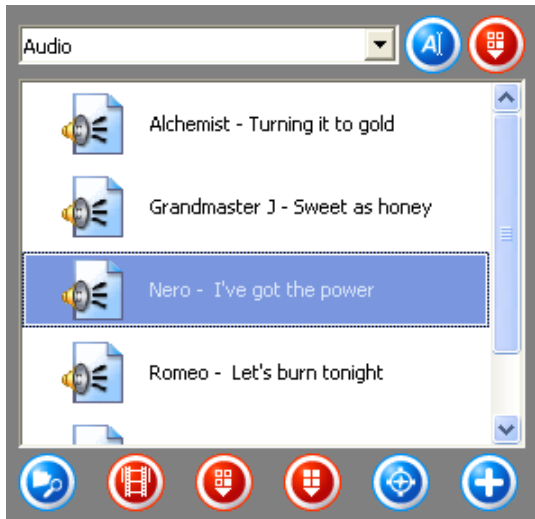 Audio
A
Alchemist - Turning it to gold
Grandmaster J - Sweet as honey
Nero -  I've got the power
Romeo -  Let's burn tonight